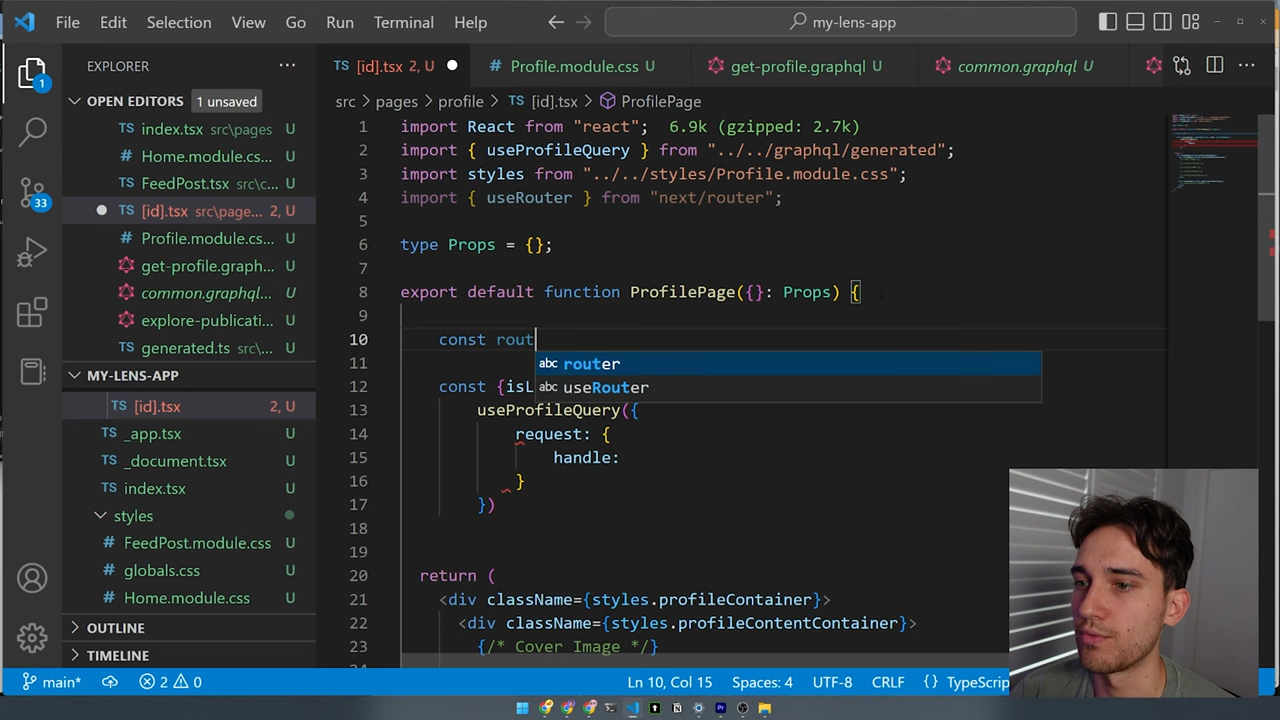 File Edit Selection View Go Run Terminal Help
my-lens-app
1
EXPLORER
OPEN EDITORS 1 unsaved
TS index.tsx src\pages U
# Home.module.cs... U
TS FeedPost.tsx src\c... U
33
TS [id].tsx src\page... 2, U
# Profile.module.cs... U
get-profile.graph... U
common.graphql... U
explore-publicati... U
generated.ts src\... U
MY-LENS-APP
TS [id].tsx 2, U
TS _app.tsx U
TS _document.tsx U
TS index.tsx U
styles
# FeedPost.module.css U
# globals.css U
# Home.module.css U
OUTLINE
TIMELINE
TS [id].tsx 2, U
# Profile.module.css U
get-profile.graphql U
common.graphql U
src > pages > profile > TS [id].tsx > ProfilePage
1 import React from "react"; 6.9k (gzipped: 2.7k)
2 import { useProfileQuery } from "../../graphql/generated";
3 import styles from "../../styles/Profile.module.css";
4 import { useRouter } from "next/router";
5
6 type Props = {};
7
8 export default function ProfilePage({}: Props) {
9
10 const rout
abc router
11
abc useRouter
12 const {isL
13 useProfileQuery({
14 request: {
15 handle:
16 }
17 })
18
19
20 return (
21 <div className={styles.profileContainer}>
22 <div className={styles.profileContentContainer}>
23 {/* Cover Image */}
main* 2 0 Ln 10, Col 15 Spaces: 4 UTF-8 CRLF {} TypeScrip